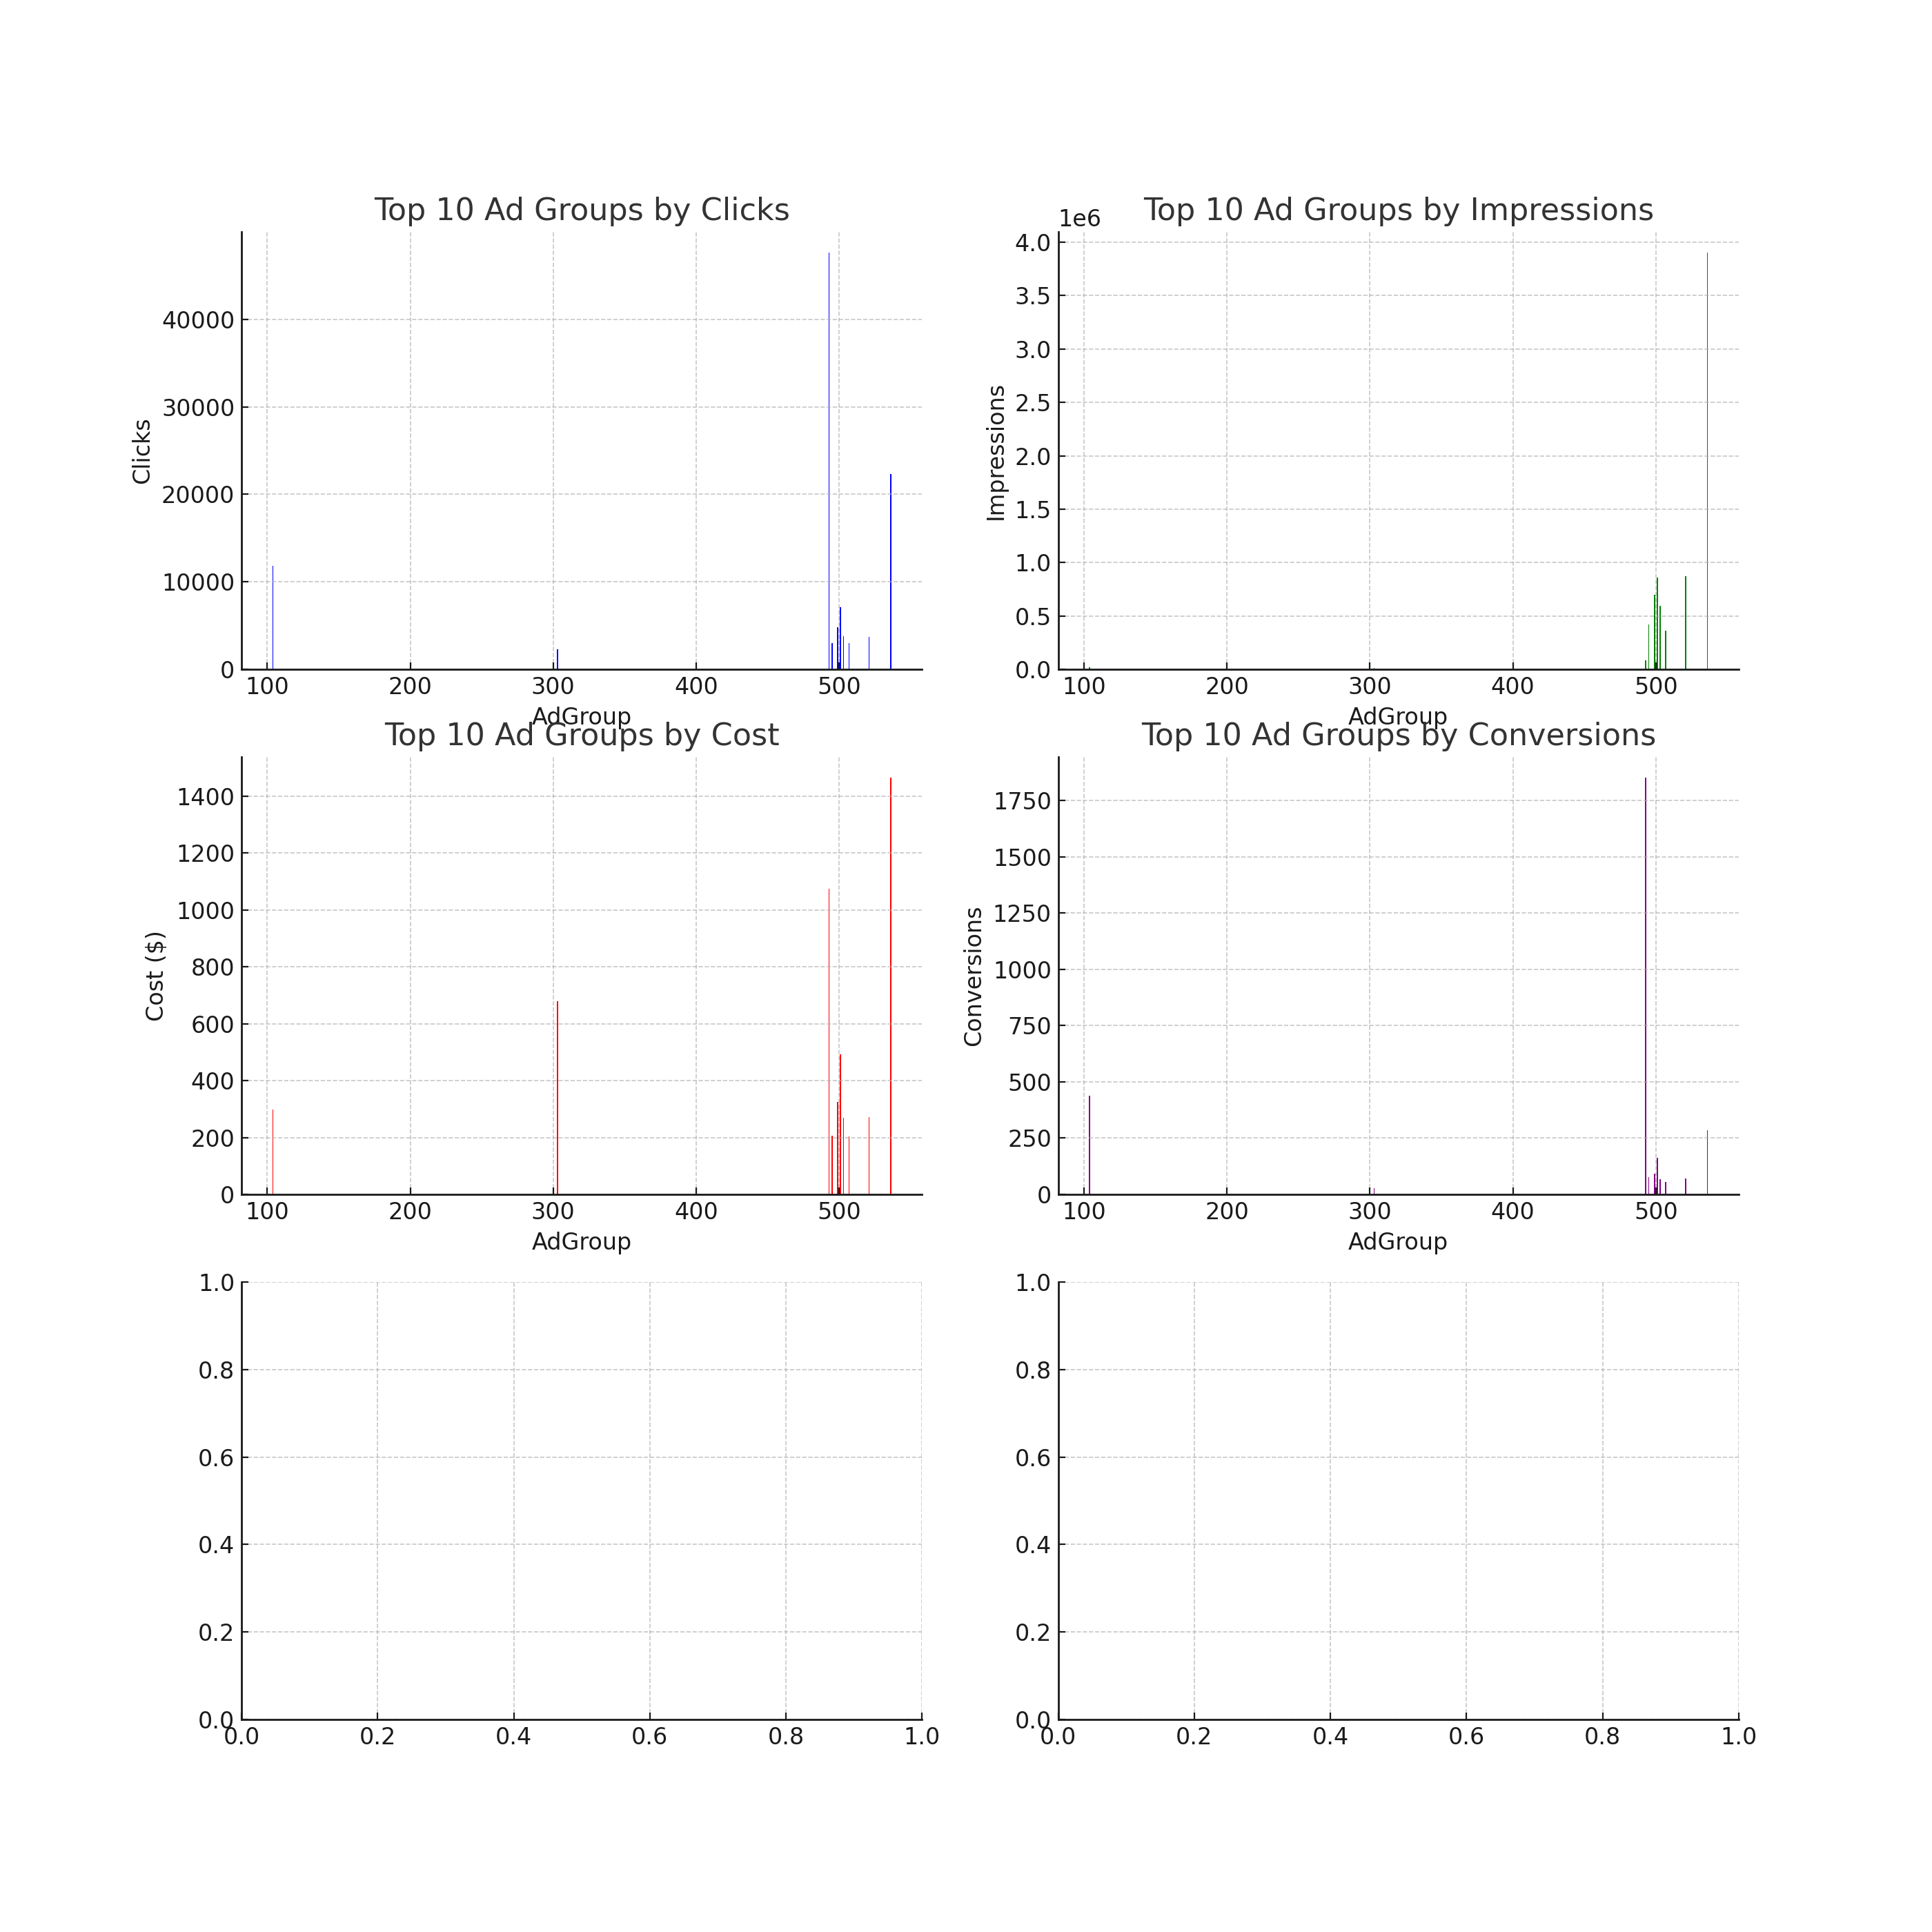 Top 10 Ad Groups by Clicks
Clicks
40000
30000
20000
10000
0
100 200 300 400 500
AdGroup
Top 10 Ad Groups by Impressions
1e6
Impressions
4.0
3.5
3.0
2.5
2.0
1.5
1.0
0.5
0.0
100 200 300 400 500
AdGroup
Top 10 Ad Groups by Cost
Cost ($)
1400
1200
1000
800
600
400
200
0
100 200 300 400 500
AdGroup
Top 10 Ad Groups by Conversions
Conversions
1750
1500
1250
1000
750
500
250
0
100 200 300 400 500
AdGroup
1.0
0.8
0.6
0.4
0.2
0.0
0.0 0.2 0.4 0.6 0.8 1.0
1.0
0.8
0.6
0.4
0.2
0.0
0.0 0.2 0.4 0.6 0.8 1.0